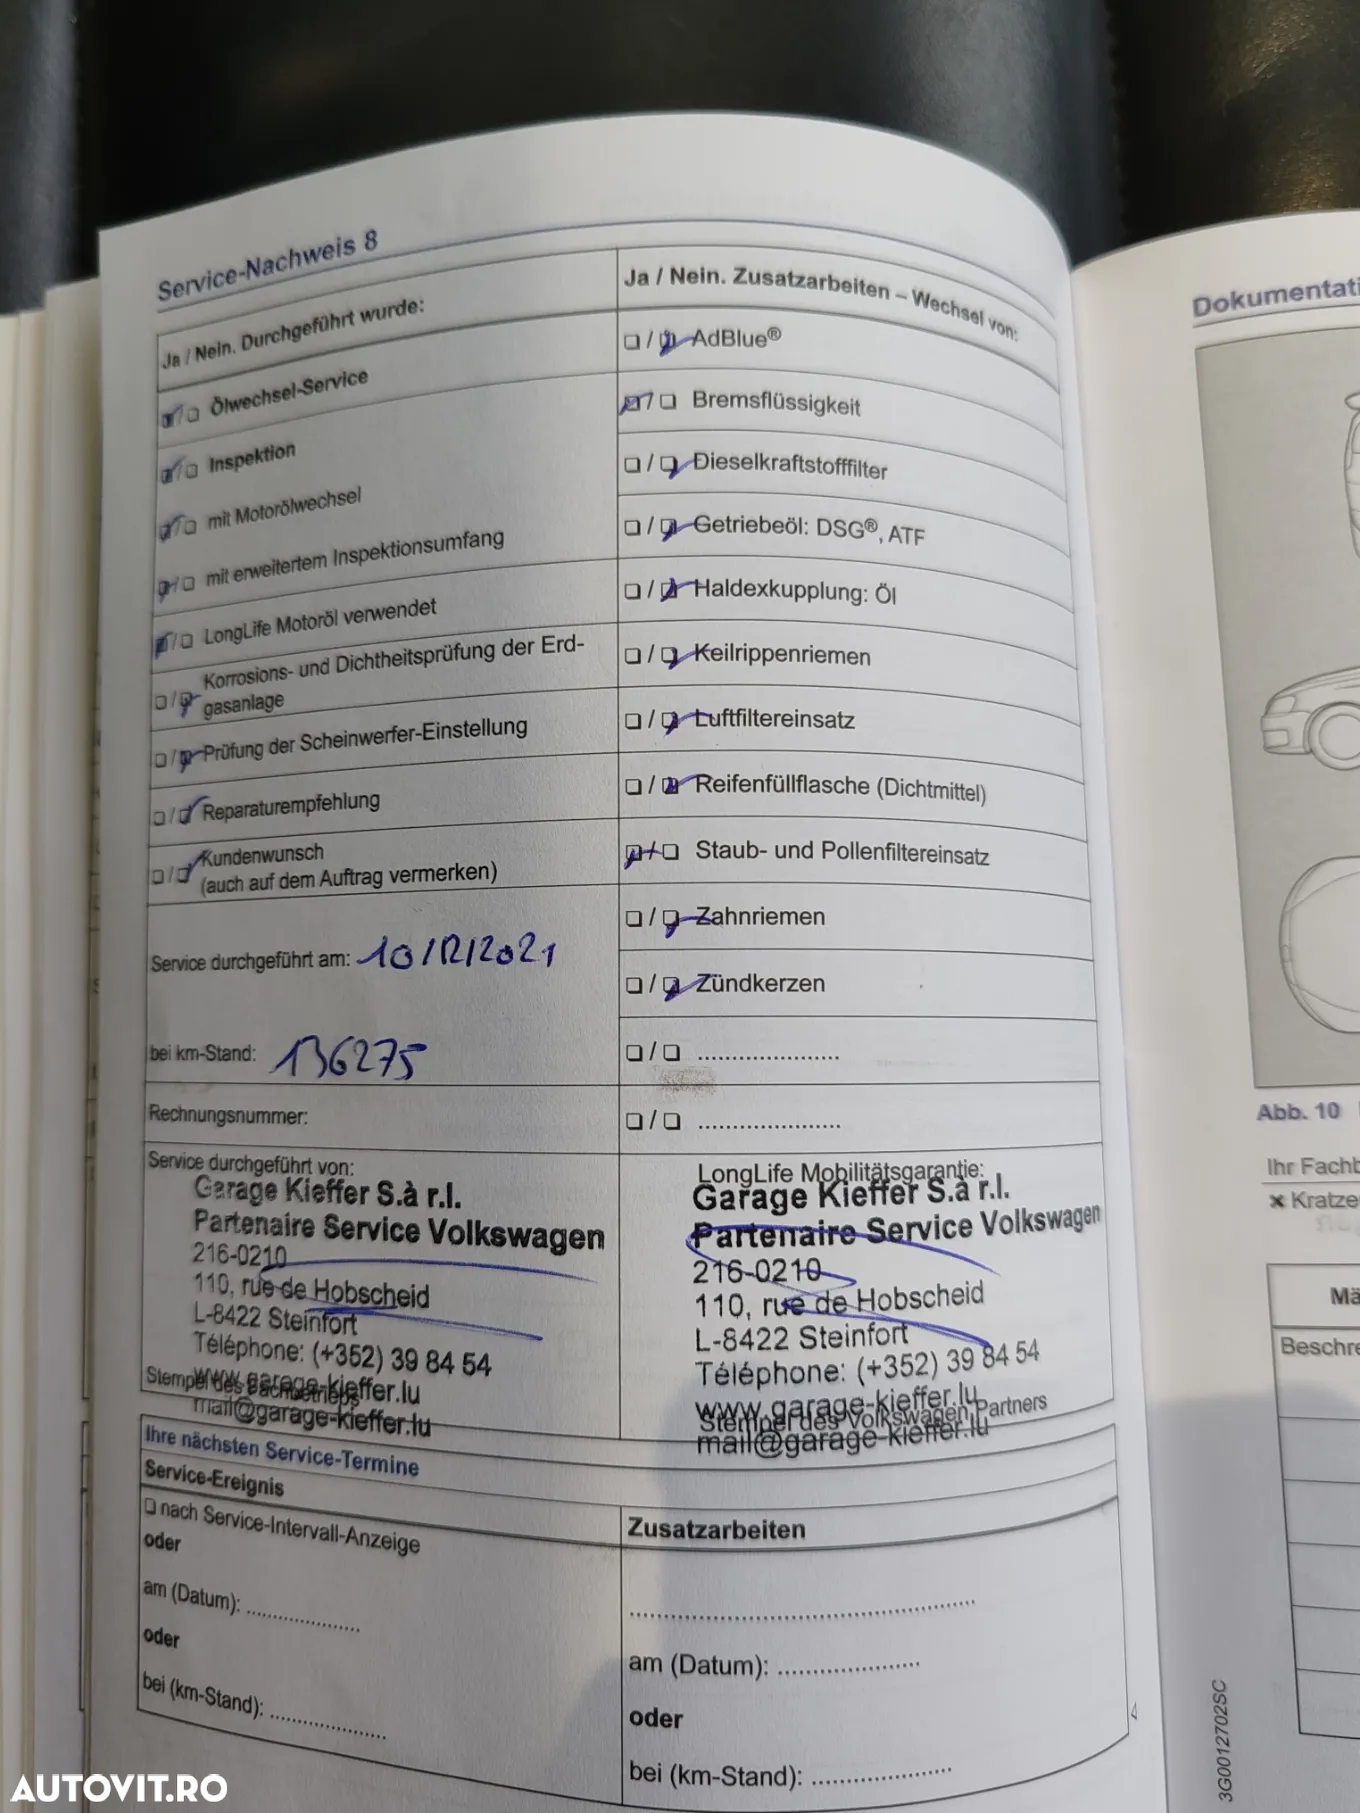 Service-Nachweis 8
Ja / Nein. Durchgeführt wurde:
❑ / ❑ Ölwechsel-Service
❑ / ❑ Inspektion
❑ / ❑ mit Motorölwechsel
❑ / ❑ mit erweitertem Inspektionsumfang
❑ / ❑ LongLife Motoröl verwendet
❑ / ❑ Korrosions- und Dichtheitsprüfung der Erd-
gasanlage
❑ / ❑ Prüfung der Scheinwerfer-Einstellung
❑ / ❑ Reparaturempfehlung
❑ / ❑ Kundenwunsch
(auch auf dem Auftrag vermerken)
Service durchgeführt am: 10/12/2021
bei km-Stand: 136275
Rechnungsnummer:
Ja / Nein. Zusatzarbeiten – Wechsel von:
❑ / ❑ AdBlue®
❑ / ❑ Bremsflüssigkeit
❑ / ❑ Dieselkraftstofffilter
❑ / ❑ Getriebeöl: DSG®, ATF
❑ / ❑ Haldexkupplung: Öl
❑ / ❑ Keilrippenriemen
❑ / ❑ Luftfiltereinsatz
❑ / ❑ Reifenfüllflasche (Dichtmittel)
❑ / ❑ Staub- und Pollenfiltereinsatz
❑ / ❑ Zahnriemen
❑ / ❑ Zündkerzen
❑ / ❑ .....................
❑ / ❑ .....................
Service durchgeführt von:
Garage Kieffer S.à r.l.
Partenaire Service Volkswagen
216-0210
110, rue de Hobscheid
L-8422 Steinfort
Téléphone: (+352) 39 84 54
www.garage-kieffer.lu
Stempel des Fachbetriebs
mail@garage-kieffer.lu
LongLife Mobilitätsgarantie:
Garage Kieffer S.à r.l.
Partenaire Service Volkswagen
216-0210
110, rue de Hobscheid
L-8422 Steinfort
Téléphone: (+352) 39 84 54
www.garage-kieffer.lu
Stempel des Volkswagen Partners
mail@garage-kieffer.lu
Ihre nächsten Service-Termine
Service-Ereignis
❑ nach Service-Intervall-Anzeige
oder
am (Datum): .....................
oder
bei (km-Stand): .....................
Zusatzarbeiten
..................................................
am (Datum): .....................
oder
bei (km-Stand): .....................
Dokumentati
Abb. 10
Ihr Fachb
✖ Kratze
Mä
Beschre
3G0012702SC
AUTOVIT.RO